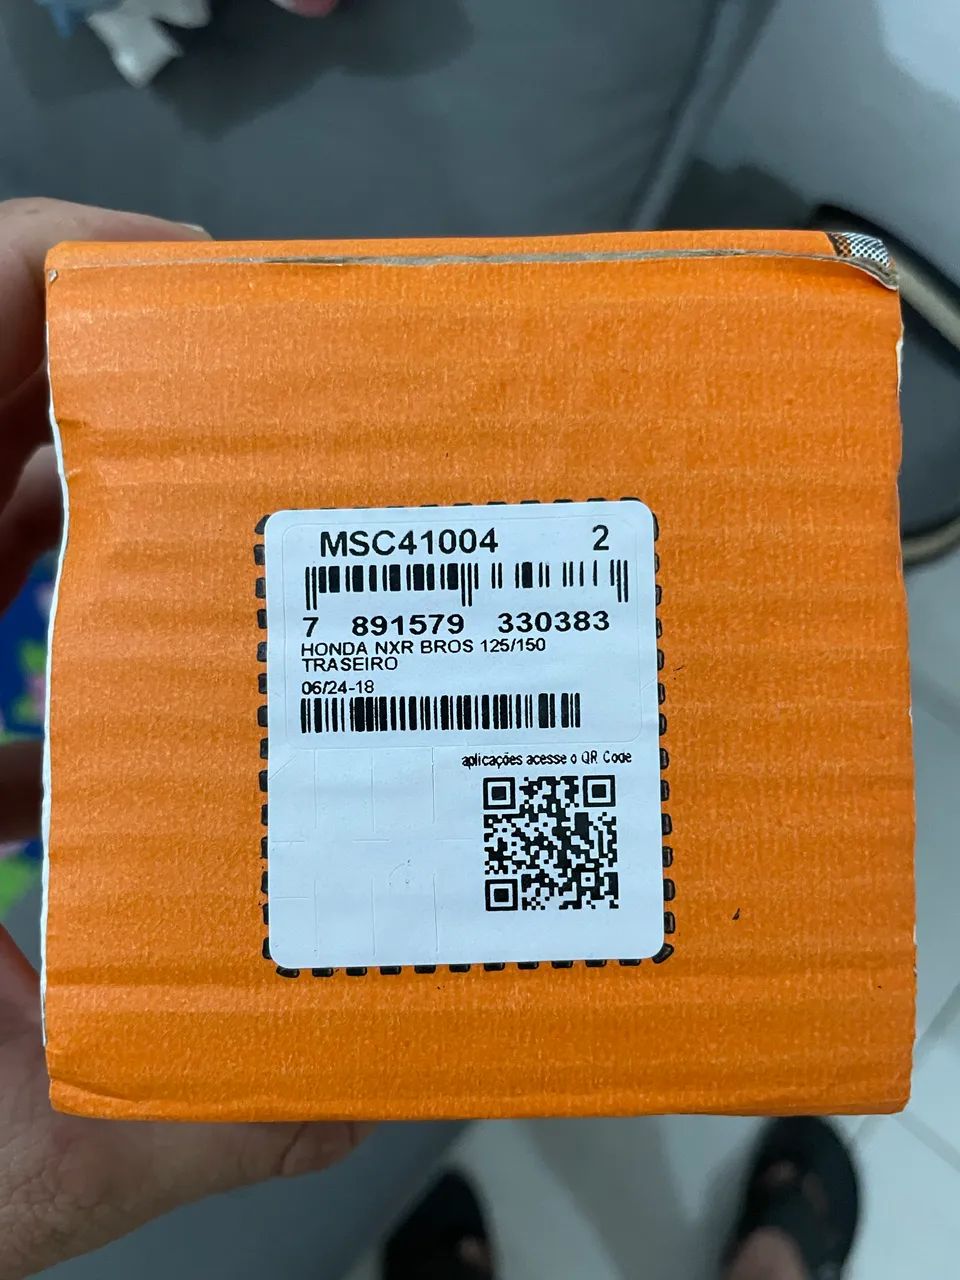 MSC41004 2
7 891579 330383
HONDA NXR BROS 125/150
TRASEIRO
06/24-18
aplicações acesse o QR Code